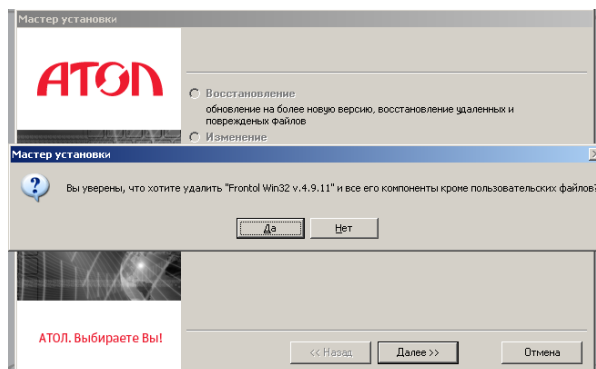 Мастер установки
АТОЛ
Восстановление
обновление на более новую версию, восстановление удаленных и
поврежденых файлов
Изменение
Мастер установки
Вы уверены, что хотите удалить "Frontol Win32 v.4.9.11" и все его компоненты кроме пользовательских файлов?
Да
Нет
АТОЛ. Выбираете Вы!
<< Назад
Далее >>
Отмена